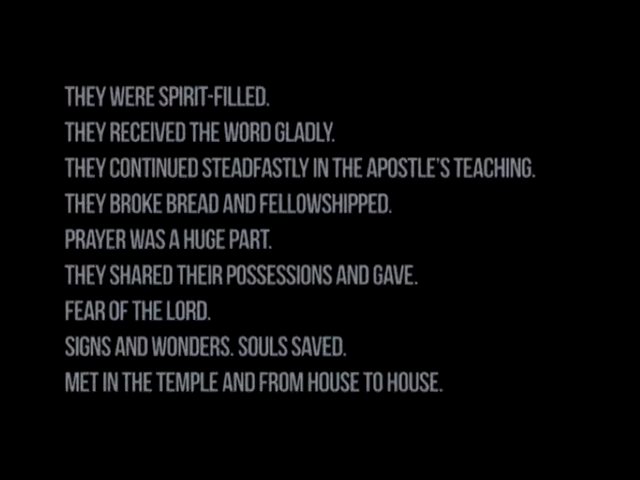 THEY WERE SPIRIT-FILLED.
THEY RECEIVED THE WORD GLADLY.
THEY CONTINUED STEADFASTLY IN THE APOSTLE'S TEACHING.
THEY BROKE BREAD AND FELLOWSHIPPED.
PRAYER WAS A HUGE PART.
THEY SHARED THEIR POSSESSIONS AND GAVE.
FEAR OF THE LORD.
SIGNS AND WONDERS. SOULS SAVED.
MET IN THE TEMPLE AND FROM HOUSE TO HOUSE.